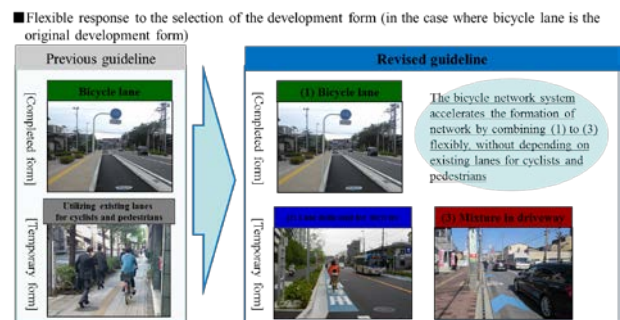 ■Flexible response to the selection of the development form (in the case where bicycle lane is the
original development form)
Previous guideline
Revised guideline
[Completed form]
Bicycle lane
[Temporary form]
Utilizing existing lanes
for cyclists and pedestrians
[Completed form]
(1) Bicycle lane
The bicycle network system
accelerates the formation of
network by combining (1) to (3)
flexibly, without depending on
existing lanes for cyclists and
pedestrians
[Temporary form]
(3) Mixture in driveway